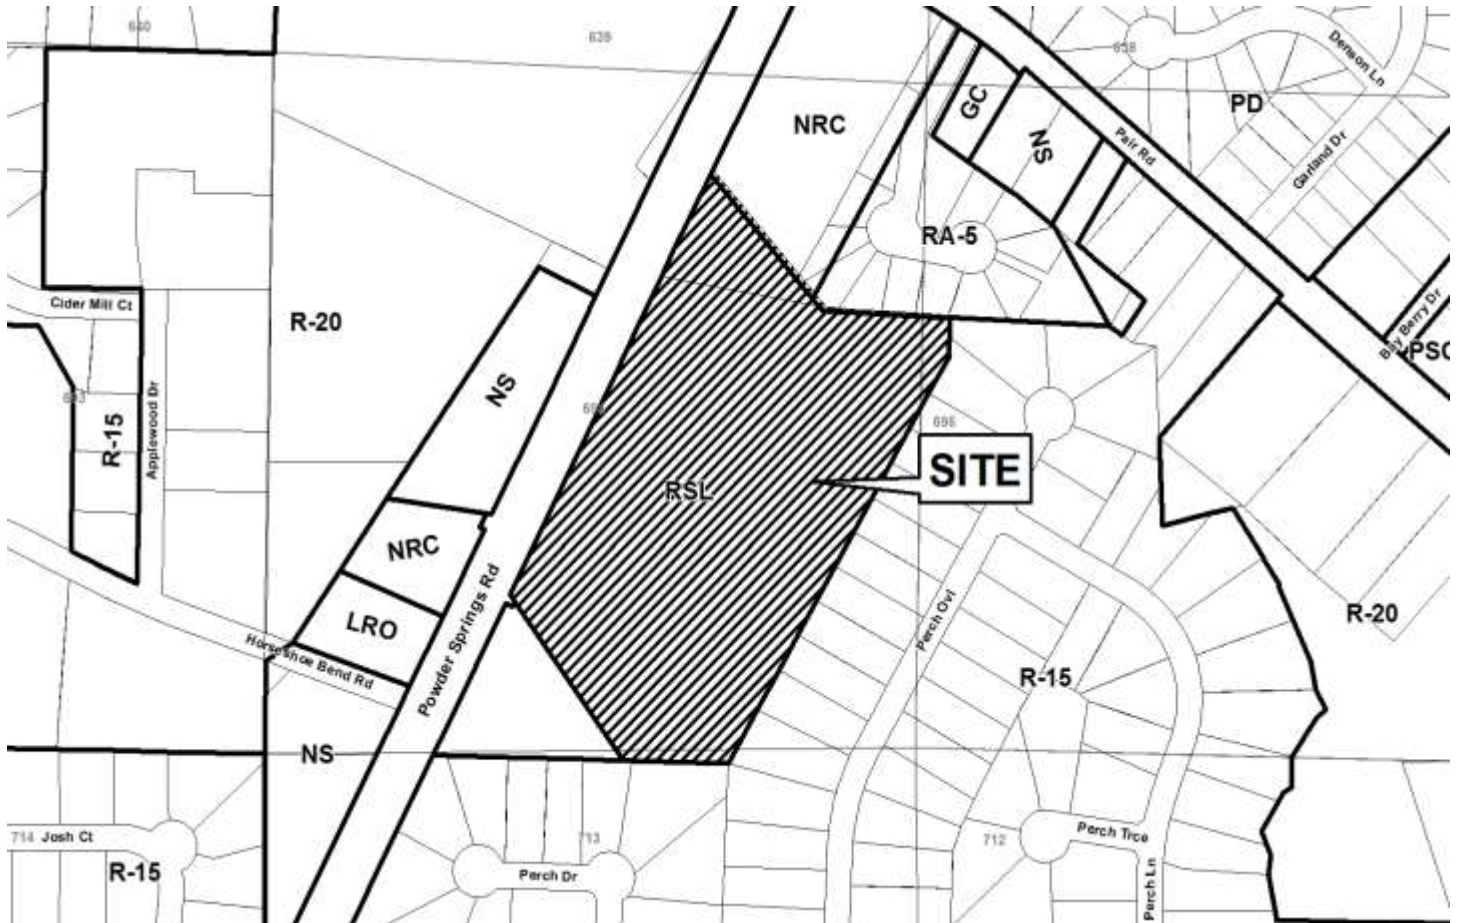 640
639
658
Denson Ln
PD
GC
NRC
NS
Pair Rd
Garland Dr
RA-5
Cider Mill Ct
R-20
Bay Berry Dr
PSC
NS
R-15
Applewood Dr
695
SITE
RSL
NRC
LRO
Powder Springs Rd
Horseshoe Bend Rd
Perch Ovl
R-20
R-15
NS
714
Josh Ct
713
712
Perch Trce
R-15
Perch Dr
Perch Ln